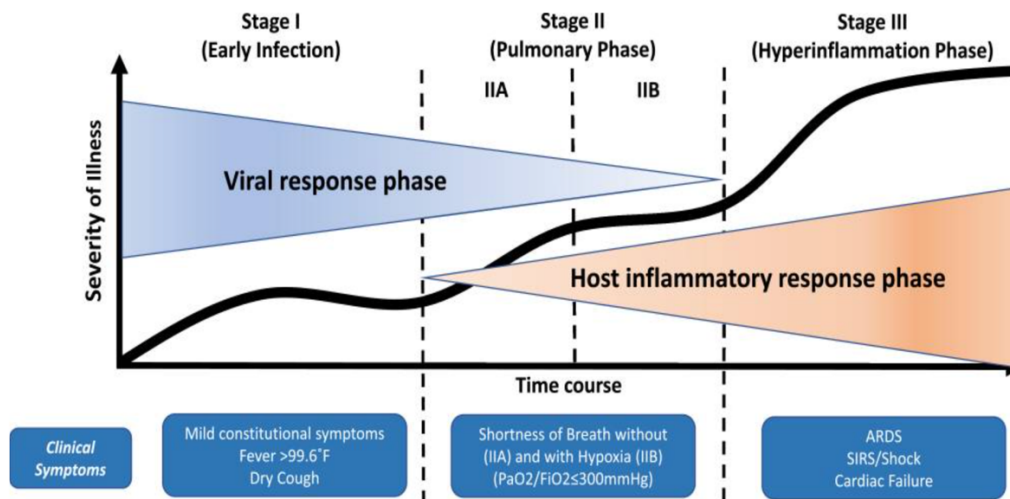 Stage I
(Early Infection)
Stage II
(Pulmonary Phase)
Stage III
(Hyperinflammation Phase)
IIA
IIB
Severity of Illness
Viral response phase
Host inflammatory response phase
Time course
Clinical
Symptoms
Mild constitutional symptoms
Fever >99.6°F
Dry Cough
Shortness of Breath without
(IIA) and with Hypoxia (IIB)
(PaO2/FiO2≤300mmHg)
ARDS
SIRS/Shock
Cardiac Failure